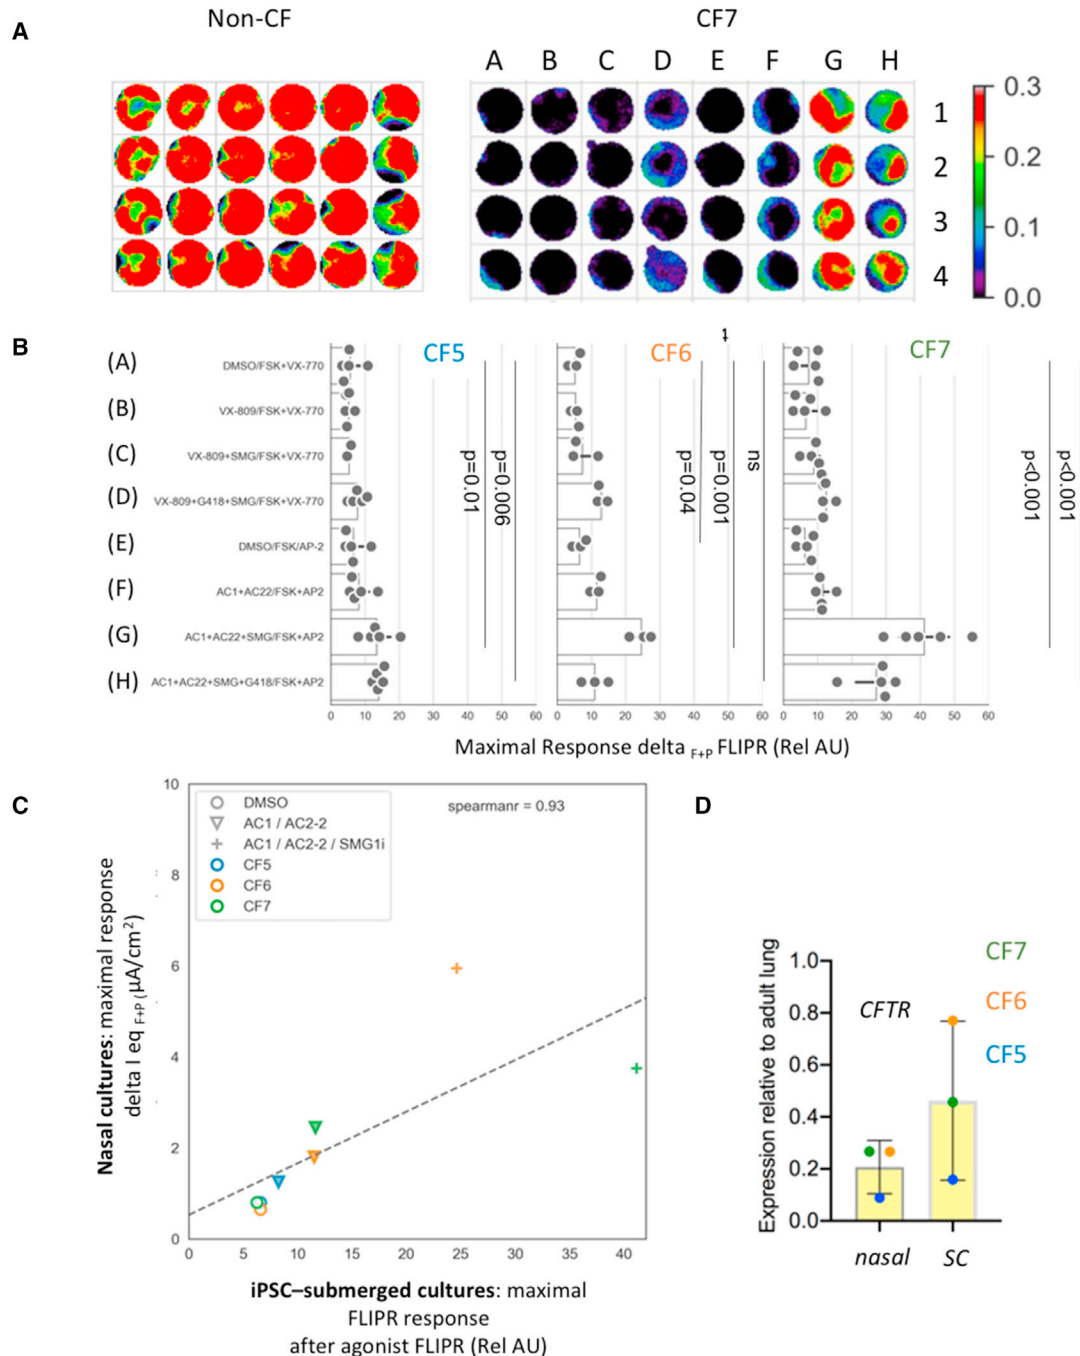 A
Non-CF
CF7
A B C D E F G H
1
2
3
4
0.3
0.2
0.1
0.0
B
CF5
CF6
CF7
(A) DMSO/FSK+VX-770
(B) VX-809/FSK+VX-770
(C) VX-809+SMG/FSK+VX-770
(D) VX-809+G418+SMG/FSK+VX-770
(E) DMSO/FSK/AP-2
(F) AC1+AC22/FSK+AP2
(G) AC1+AC22+SMG/FSK+AP2
(H) AC1+AC22+SMG+G418/FSK+AP2
p=0.01
p=0.006
p=0.04
p=0.001
ns
p<0.001
p<0.001
0 10 20 30 40 50 60
0 10 20 30 40 50 60
0 10 20 30 40 50 60
Maximal Response delta F+P FLIPR (Rel AU)
C
Nasal cultures: maximal response
delta I eq F+P (µA/cm²)
10
8
6
4
2
0
DMSO
AC1 / AC2-2
AC1 / AC2-2 / SMG1i
CF5
CF6
CF7
spearmanr = 0.93
0 5 10 15 20 25 30 35 40
iPSC–submerged cultures: maximal
FLIPR response
after agonist FLIPR (Rel AU)
D
Expression relative to adult lung
1.0
0.8
0.6
0.4
0.2
0.0
CFTR
CF7
CF6
CF5
nasal SC